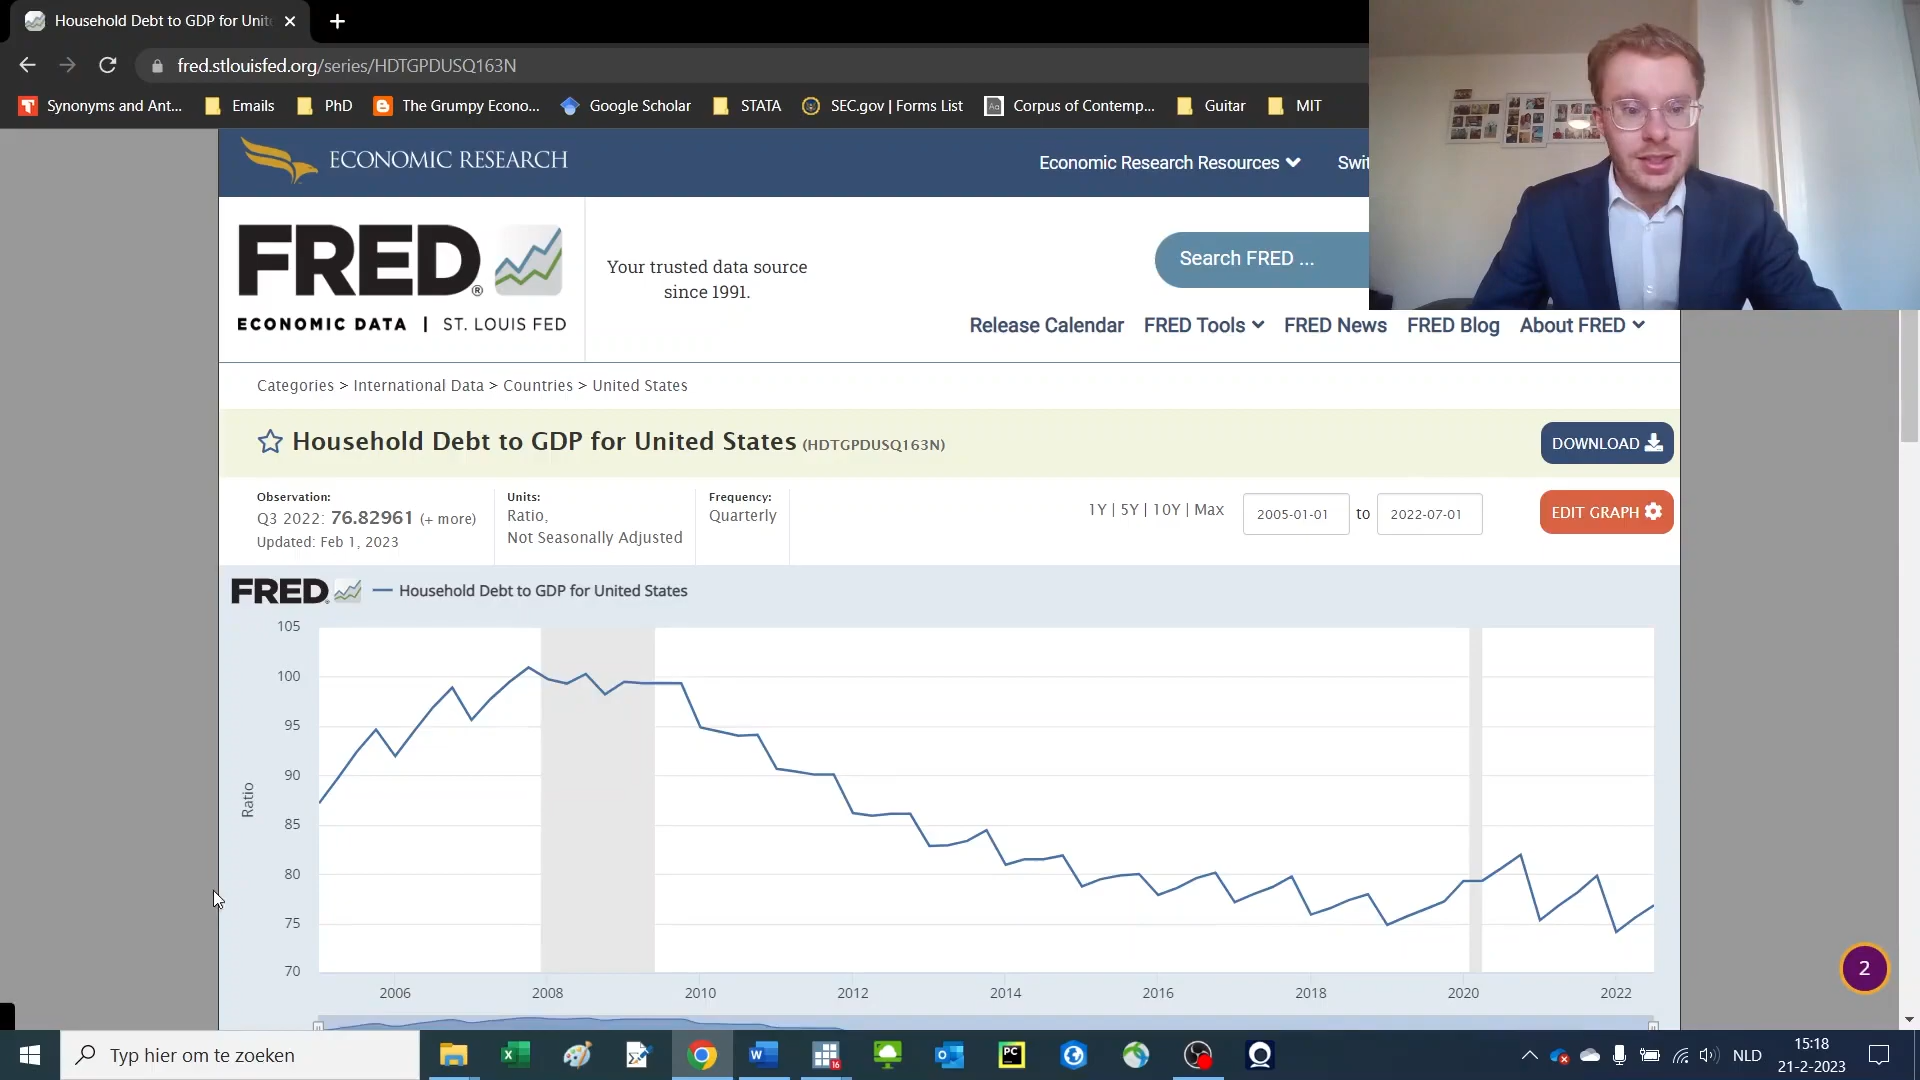 Household Debt to GDP for Unit
fred.stlouisfed.org/series/HDTGPDUSQ163N
Synonyms and Ant... Emails PhD The Grumpy Econo... Google Scholar STATA SEC.gov | Forms List Corpus of Contemp... Guitar MIT
ECONOMIC RESEARCH
Economic Research Resources Swit
FRED®
ECONOMIC DATA | ST. LOUIS FED
Your trusted data source
since 1991.
Search FRED ...
Release Calendar FRED Tools FRED News FRED Blog About FRED
Categories > International Data > Countries > United States
Household Debt to GDP for United States (HDTGPDUSQ163N)
DOWNLOAD
Observation:
Q3 2022: 76.82961 (+ more)
Updated: Feb 1, 2023
Units:
Ratio,
Not Seasonally Adjusted
Frequency:
Quarterly
1Y | 5Y | 10Y | Max
2005-01-01 to 2022-07-01
EDIT GRAPH
FRED Household Debt to GDP for United States
105
100
95
90
85
80
75
70
Ratio
2006 2008 2010 2012 2014 2016 2018 2020 2022
2
Typ hier om te zoeken
16
PC
NLD
15:18
21-2-2023